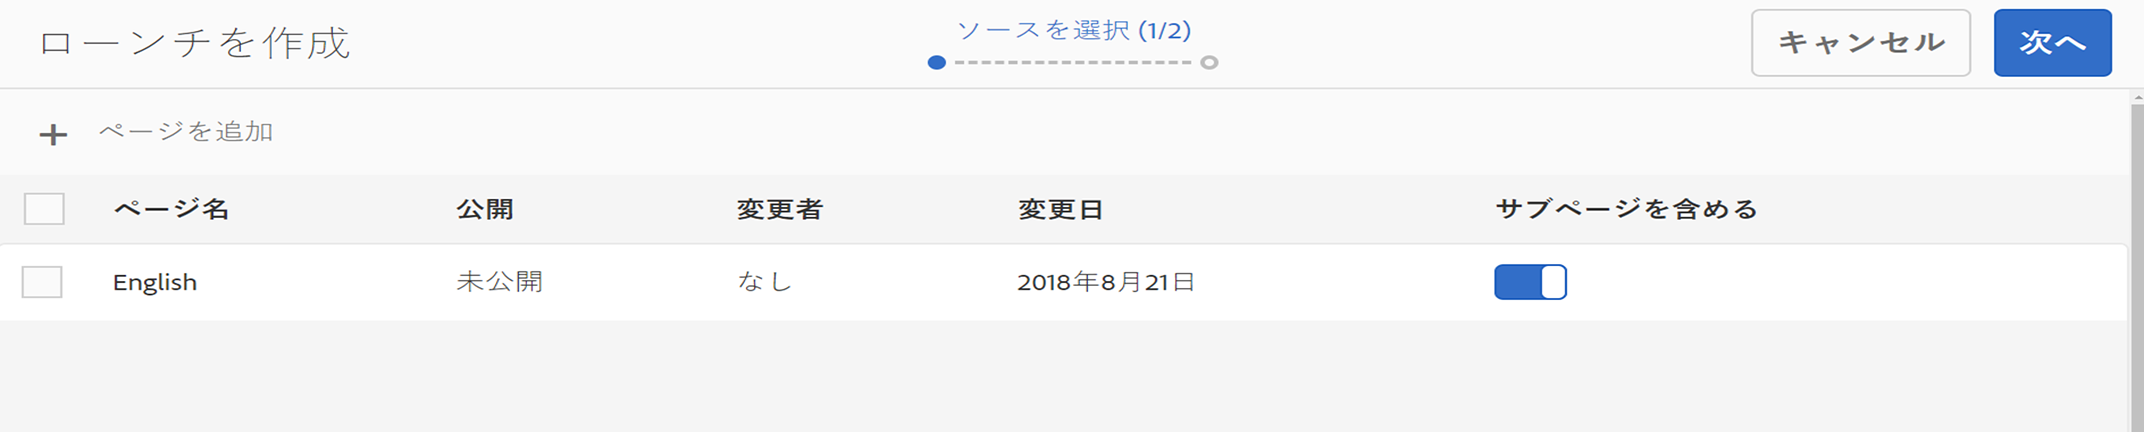 ローンチを作成
ソースを選択 (1/2)
キャンセル
次へ
ページを追加
ページ名 公開 変更者 変更日 サブページを含める
English 未公開 なし 2018年8月21日